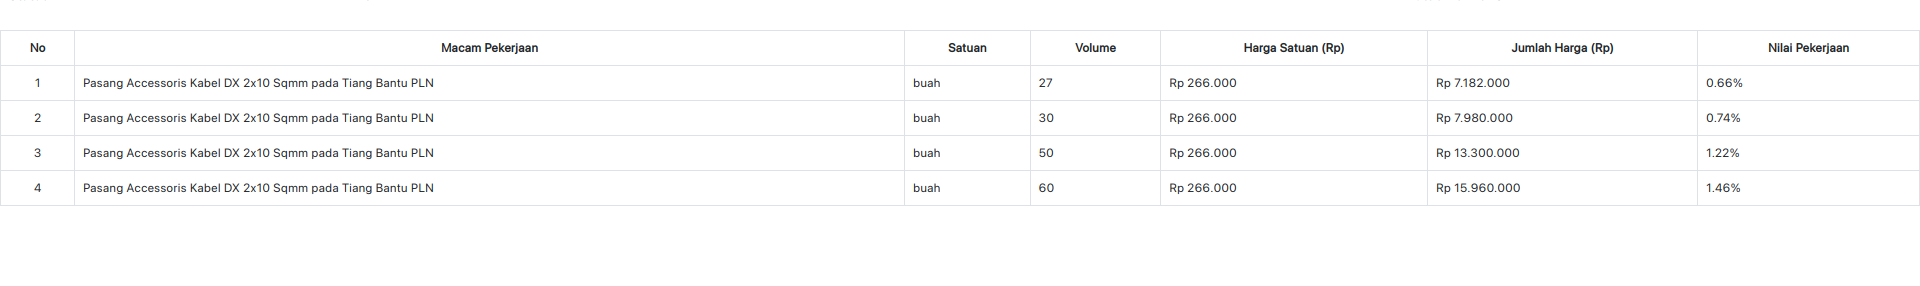 No Macam Pekerjaan Satuan Volume Harga Satuan (Rp) Jumlah Harga (Rp) Nilai Pekerjaan
1 Pasang Accessoris Kabel DX 2x10 Sqmm pada Tiang Bantu PLN buah 27 Rp 266.000 Rp 7.182.000 0.66%
2 Pasang Accessoris Kabel DX 2x10 Sqmm pada Tiang Bantu PLN buah 30 Rp 266.000 Rp 7.980.000 0.74%
3 Pasang Accessoris Kabel DX 2x10 Sqmm pada Tiang Bantu PLN buah 50 Rp 266.000 Rp 13.300.000 1.22%
4 Pasang Accessoris Kabel DX 2x10 Sqmm pada Tiang Bantu PLN buah 60 Rp 266.000 Rp 15.960.000 1.46%